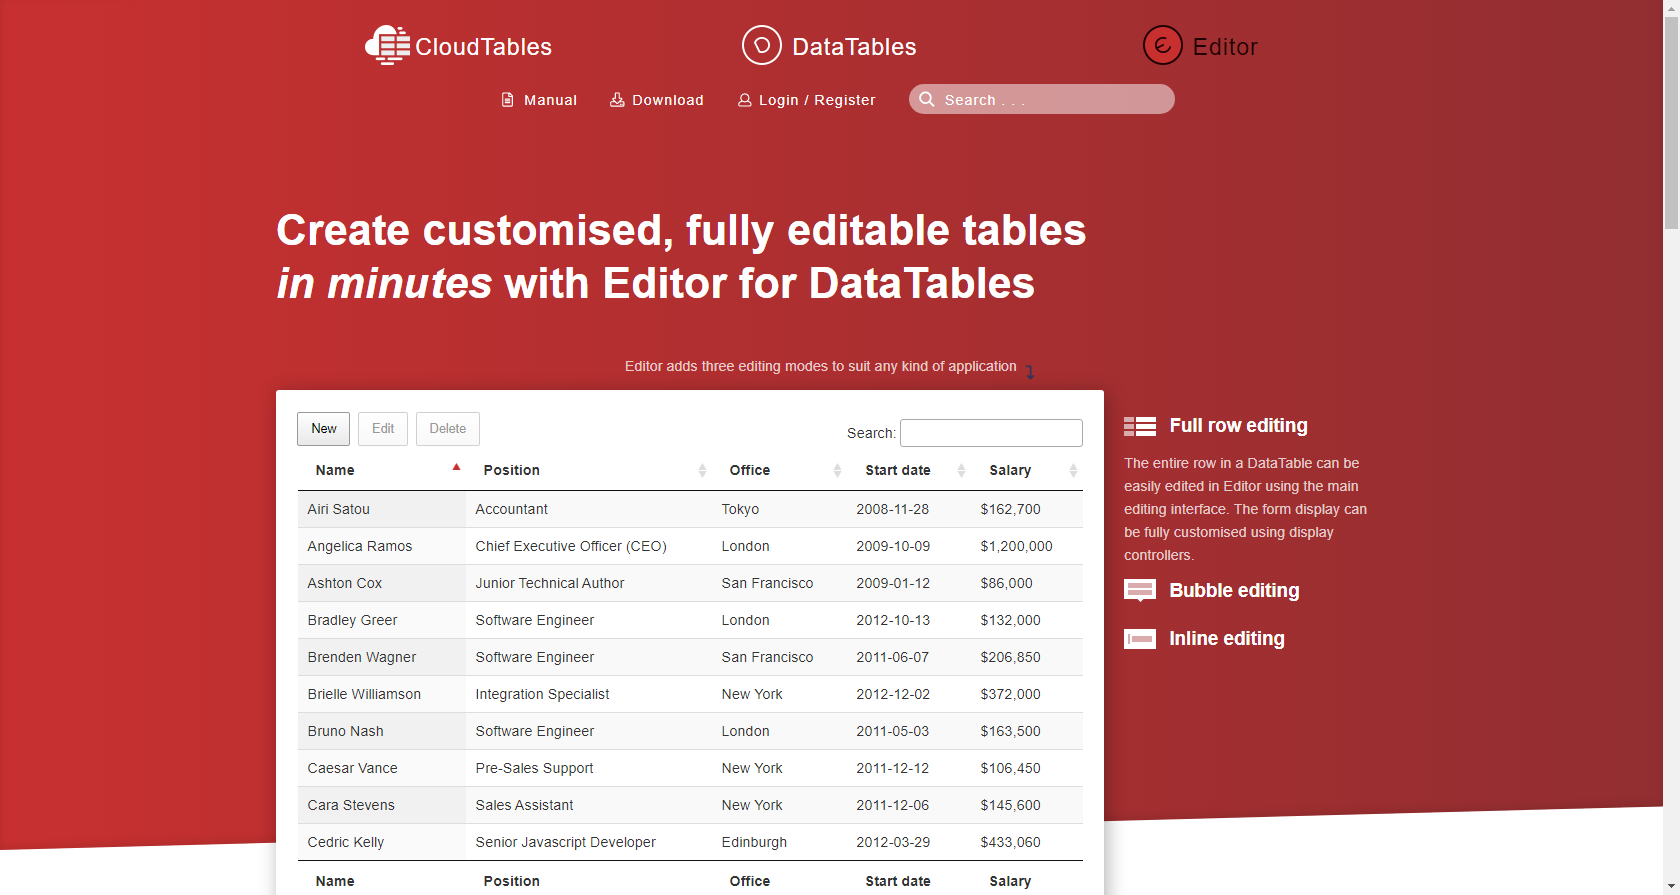 CloudTables DataTables Editor
Manual Download Login / Register Search . . .
Create customised, fully editable tables
in minutes with Editor for DataTables
Editor adds three editing modes to suit any kind of application
New Edit Delete Search:
Name Position Office Start date Salary
Airi Satou Accountant Tokyo 2008-11-28 $162,700
Angelica Ramos Chief Executive Officer (CEO) London 2009-10-09 $1,200,000
Ashton Cox Junior Technical Author San Francisco 2009-01-12 $86,000
Bradley Greer Software Engineer London 2012-10-13 $132,000
Brenden Wagner Software Engineer San Francisco 2011-06-07 $206,850
Brielle Williamson Integration Specialist New York 2012-12-02 $372,000
Bruno Nash Software Engineer London 2011-05-03 $163,500
Caesar Vance Pre-Sales Support New York 2011-12-12 $106,450
Cara Stevens Sales Assistant New York 2011-12-06 $145,600
Cedric Kelly Senior Javascript Developer Edinburgh 2012-03-29 $433,060
Name Position Office Start date Salary
Full row editing
The entire row in a DataTable can be
easily edited in Editor using the main
editing interface. The form display can
be fully customised using display
controllers.
Bubble editing
Inline editing